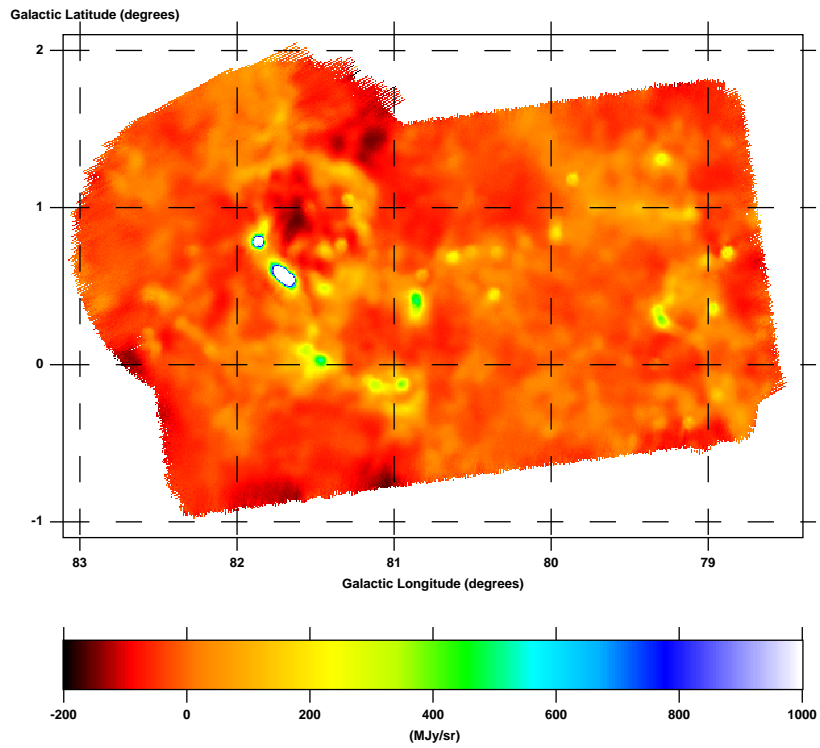 Galactic Latitude (degrees)
2
1
0
-1
83 82 81 80 79
Galactic Longitude (degrees)
-200 0 200 400 600 800 1000
(MJy/sr)